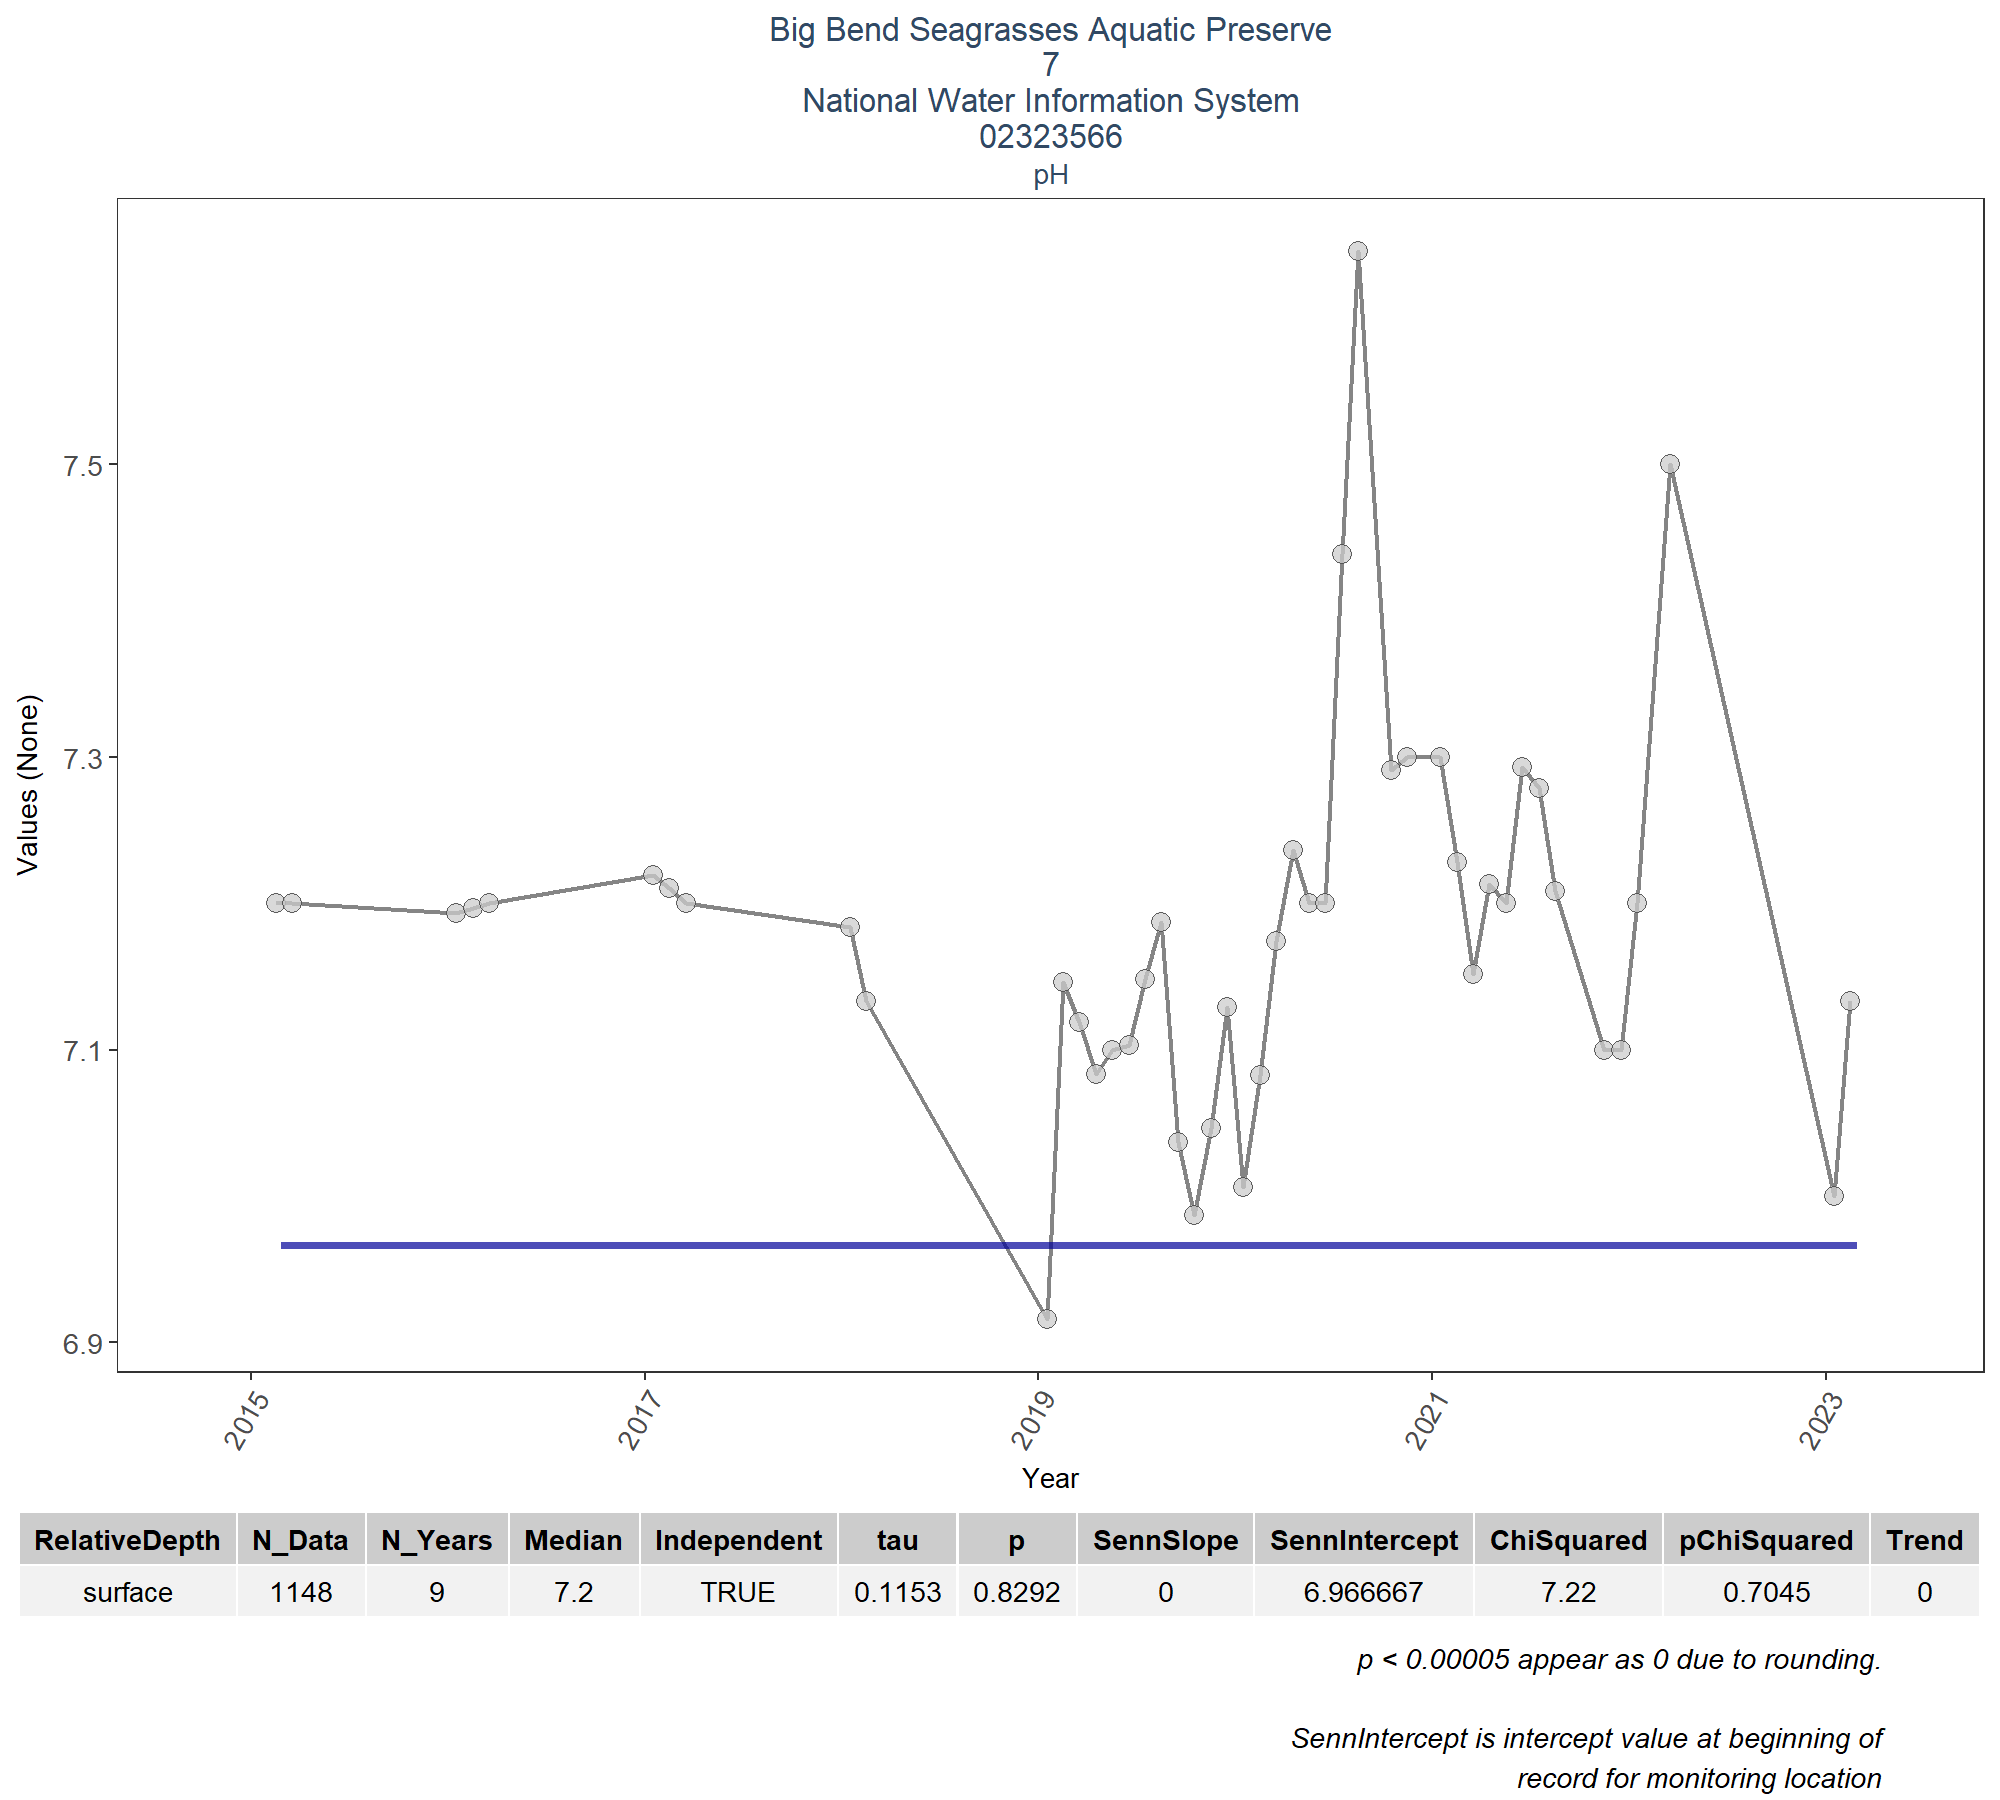 Big Bend Seagrasses Aquatic Preserve
7
National Water Information System
02323566
pH
Values (None)
7.5
7.3
7.1
6.9
2015 2017 2019 2021 2023
Year
RelativeDepth N_Data N_Years Median Independent tau p SennSlope SennIntercept ChiSquared pChiSquared Trend
surface 1148 9 7.2 TRUE 0.1153 0.8292 0 6.966667 7.22 0.7045 0
p < 0.00005 appear as 0 due to rounding.
SennIntercept is intercept value at beginning of
record for monitoring location